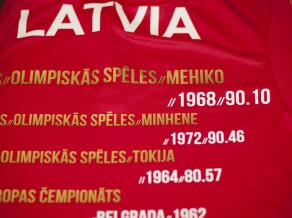 LATVIA
S//OLIMPISKĀS SPĒLES//MEHIKO
//1968//90.10
S//OLIMPISKĀS SPĒLES//MINHENE
//1972//90.46
OLIMPISKĀS SPĒLES//TOKIJA
//1964//80.57
ROPAS ČEMPIONĀTS
BELGRADA//1962